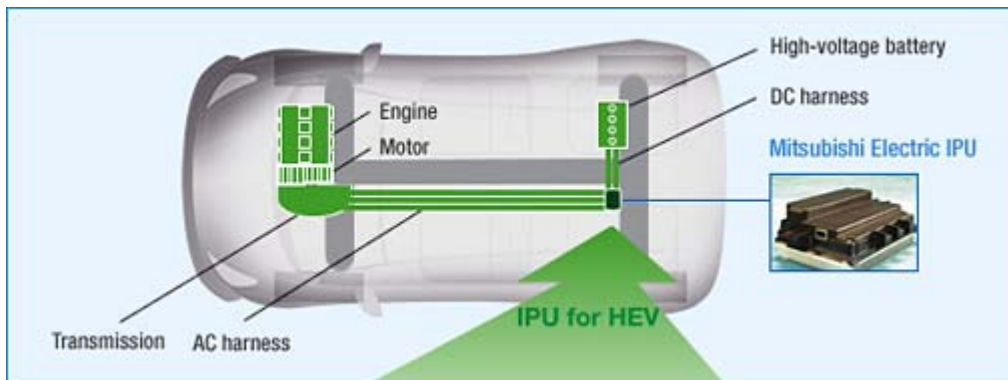 High-voltage battery
DC harness
Engine
Motor
Mitsubishi Electric IPU
IPU for HEV
Transmission
AC harness